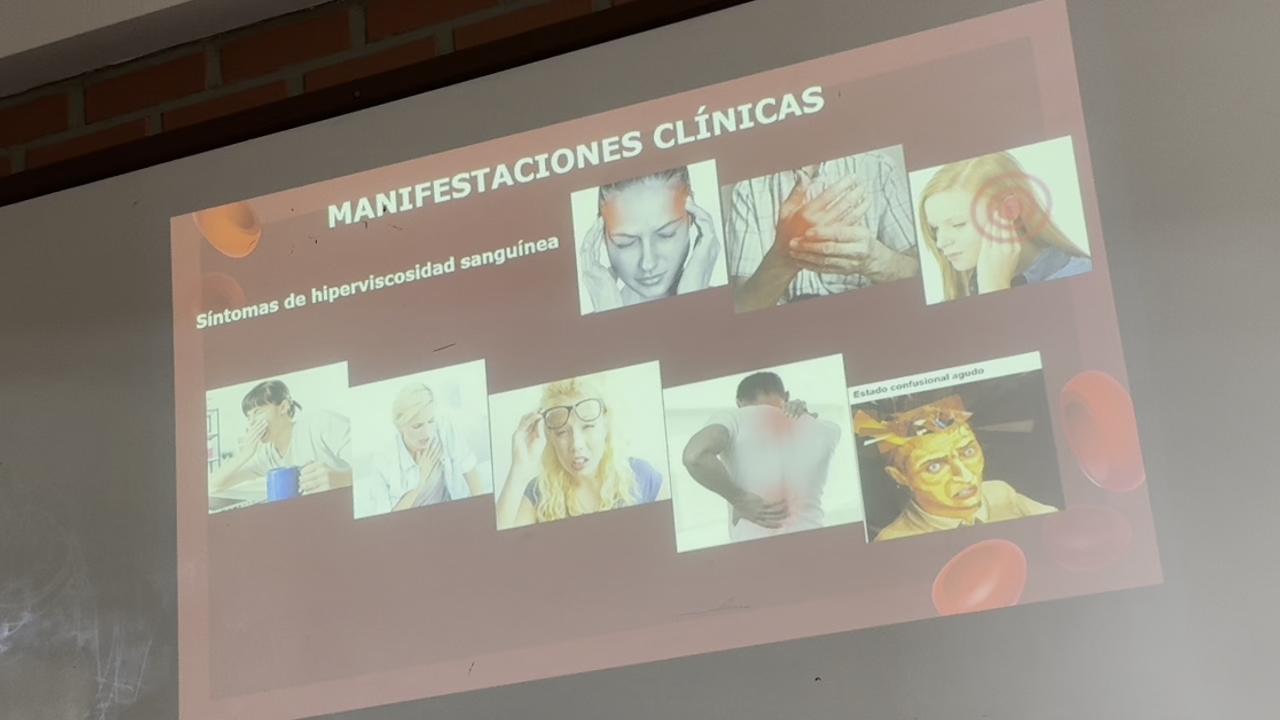 MANIFESTACIONES CLÍNICAS
Síntomas de hiperviscosidad sanguínea
Estado confusional agudo